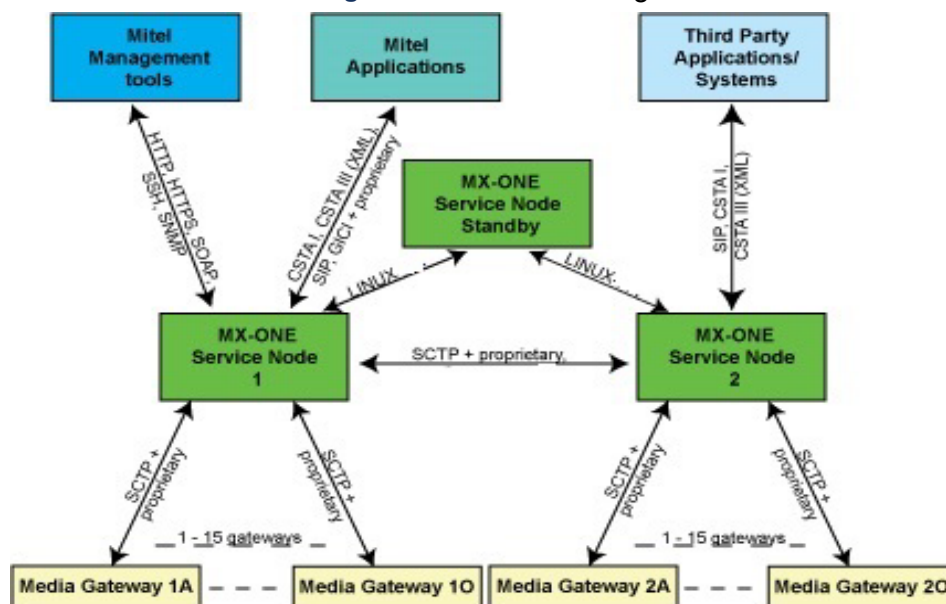 Mitel
Management
tools
Mitel
Applications
Third Party
Applications/
Systems
HTTP, HTTPS, SOAP,
SSH, SNMP
CSTA I, CSTA III (XML),
SIP, GICI + proprietary
MX-ONE
Service Node
Standby
SIP, CSTA I,
CSTA III (XML)
LINUX
LINUX
MX-ONE
Service Node
1
SCTP + proprietary,
MX-ONE
Service Node
2
SCTP +
proprietary
SCTP +
proprietary
SCTP +
proprietary
SCTP +
proprietary
1 - 15 gateways
1 - 15 gateways
Media Gateway 1A
Media Gateway 1O
Media Gateway 2A
Media Gateway 2O